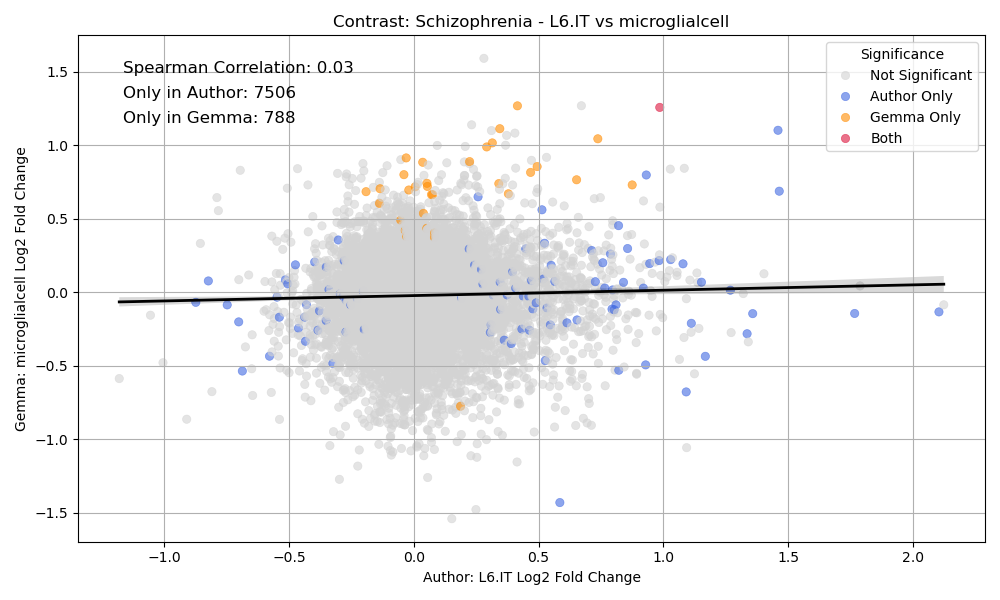 Contrast: Schizophrenia - L6.IT vs microglialcell
Spearman Correlation: 0.03
Only in Author: 7506
Only in Gemma: 788
Significance
Not Significant
Author Only
Gemma Only
Both
Gemma: microglialcell Log2 Fold Change
1.5
1.0
0.5
0.0
−0.5
−1.0
−1.5
−1.0 −0.5 0.0 0.5 1.0 1.5 2.0
Author: L6.IT Log2 Fold Change